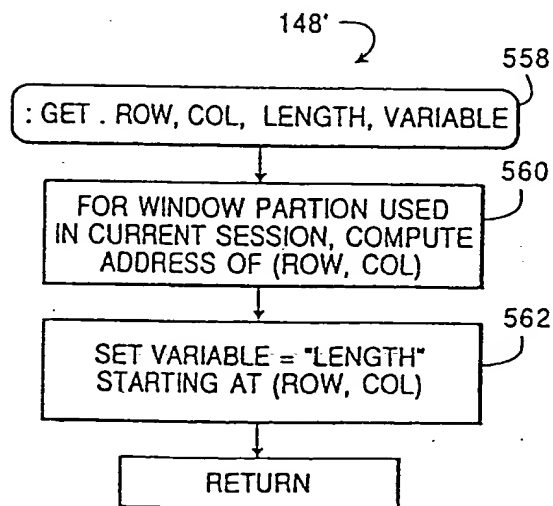 148'
558
: GET . ROW, COL, LENGTH, VARIABLE
560
FOR WINDOW PARTION USED
IN CURRENT SESSION, COMPUTE
ADDRESS OF (ROW, COL)
562
SET VARIABLE = "LENGTH"
STARTING AT (ROW, COL)
RETURN